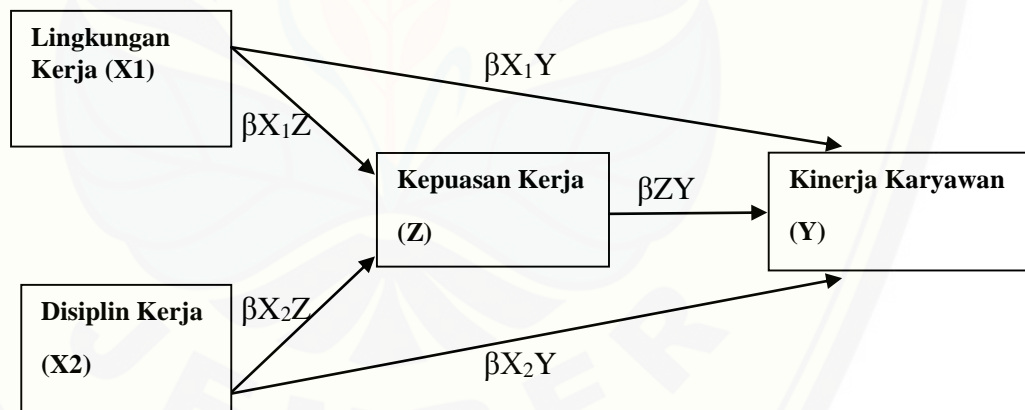 Lingkungan
Kerja (X1)
βX₁Y
βX₁Z
Kepuasan Kerja
(Z)
βZY
Kinerja Karyawan
(Y)
Disiplin Kerja
(X2)
βX₂Z
βX₂Y